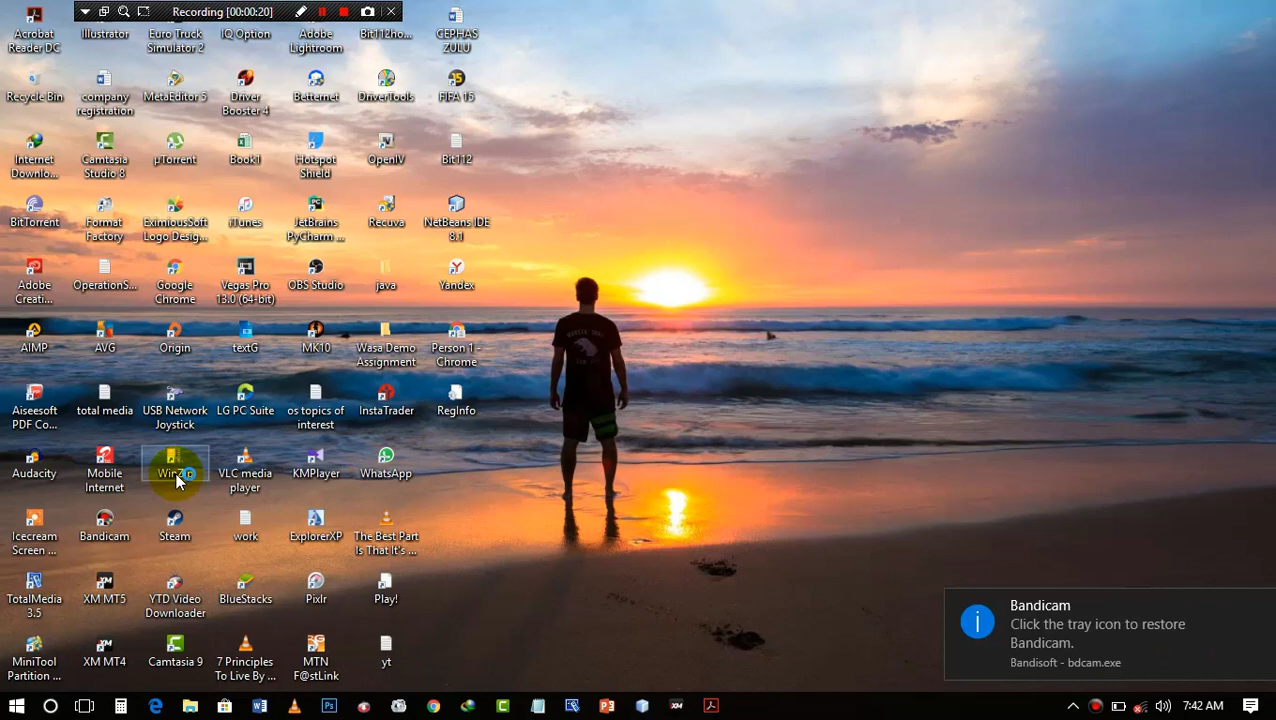 Recording [00:00:20]
Acrobat
Reader DC
Illustrator
Euro Truck
Simulator 2
IQ Option
Adobe
Lightroom
Bit112ho...
CEPHAS
ZULU
Recycle Bin
company
registration
MetaEditor 5
Driver
Booster 4
Betternet
DriverTools
FIFA 15
Internet
Downlo...
Camtasia
Studio 8
µTorrent
Book1
Hotspot
Shield
OpenIV
Bit112
BitTorrent
Format
Factory
EximiousSoft
Logo Desig...
iTunes
JetBrains
PyCharm ...
Recuva
NetBeans IDE
8.1
Adobe
Creati...
OperationS...
Google
Chrome
Vegas Pro
13.0 (64-bit)
OBS Studio
java
Yandex
AIMP
AVG
Origin
textG
MK10
Wasa Demo
Assignment
Person 1 -
Chrome
Aiseesoft
PDF Co...
total media
USB Network
Joystick
LG PC Suite
os topics of
interest
InstaTrader
RegInfo
Audacity
Mobile
Internet
WinZip
VLC media
player
KMPlayer
WhatsApp
Icecream
Screen ...
Bandicam
Steam
work
ExplorerXP
The Best Part
Is That It's ...
TotalMedia
3.5
XM MT5
YTD Video
Downloader
BlueStacks
Pixlr
Play!
MiniTool
Partition ...
XM MT4
Camtasia 9
7 Principles
To Live By ...
MTN
F@stLink
yt
Bandicam
Click the tray icon to restore
Bandicam.
Bandisoft - bdcam.exe
7:42 AM